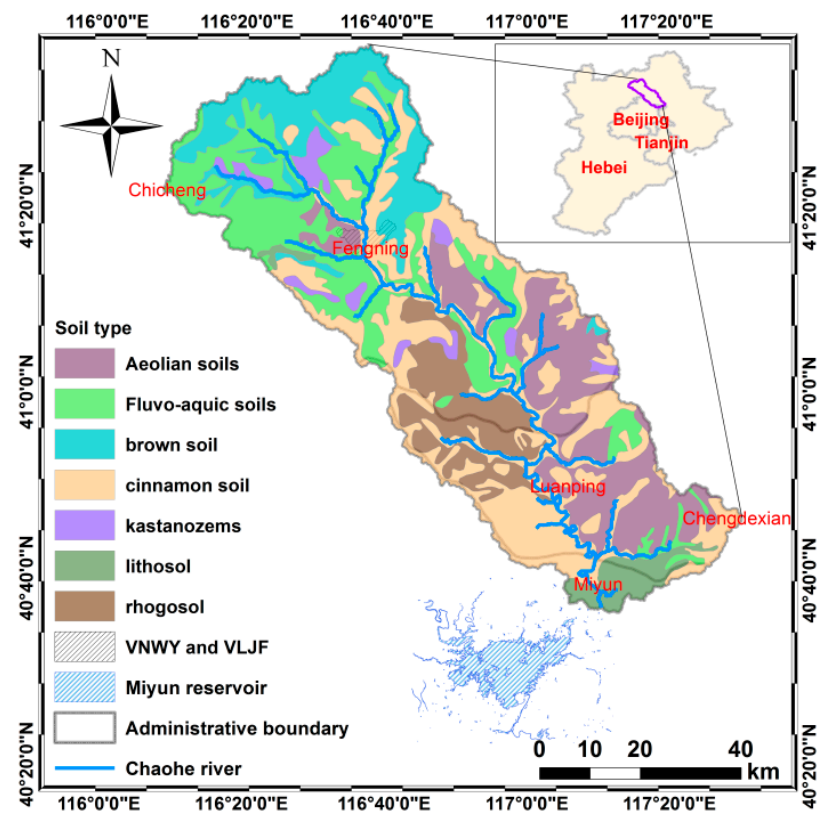 116°0'0"E 116°20'0"E 116°40'0"E 117°0'0"E 117°20'0"E
N
Beijing
Tianjin
Hebei
41°20'0"N
41°20'0"N
Chicheng
Fengning
Soil type
Aeolian soils
41°0'0"N
41°0'0"N
Fluvo-aquic soils
brown soil
cinnamon soil
Luanping
kastanozems
Chengdexian
lithosol
40°40'0"N
40°40'0"N
Miyun
rhogosol
VNWY and VLJF
Miyun reservoir
Administrative boundary
40°20'0"N
40°20'0"N
0 10 20 40
km
Chaohe river
116°0'0"E 116°20'0"E 116°40'0"E 117°0'0"E 117°20'0"E